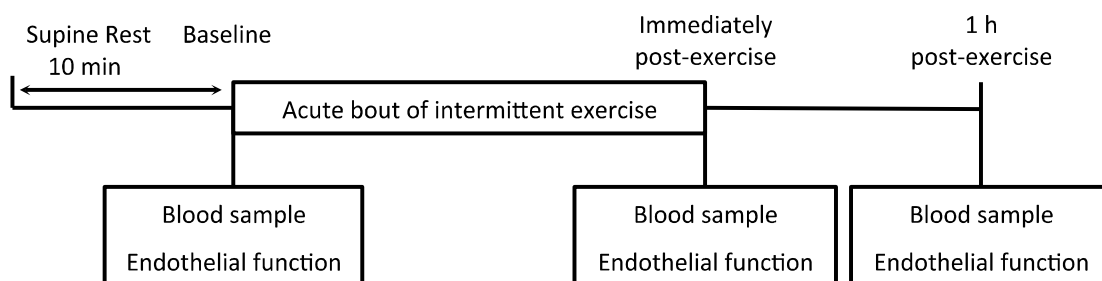 Supine Rest
10 min
Baseline
Immediately
post-exercise
1 h
post-exercise
Acute bout of intermittent exercise
Blood sample
Endothelial function
Blood sample
Endothelial function
Blood sample
Endothelial function